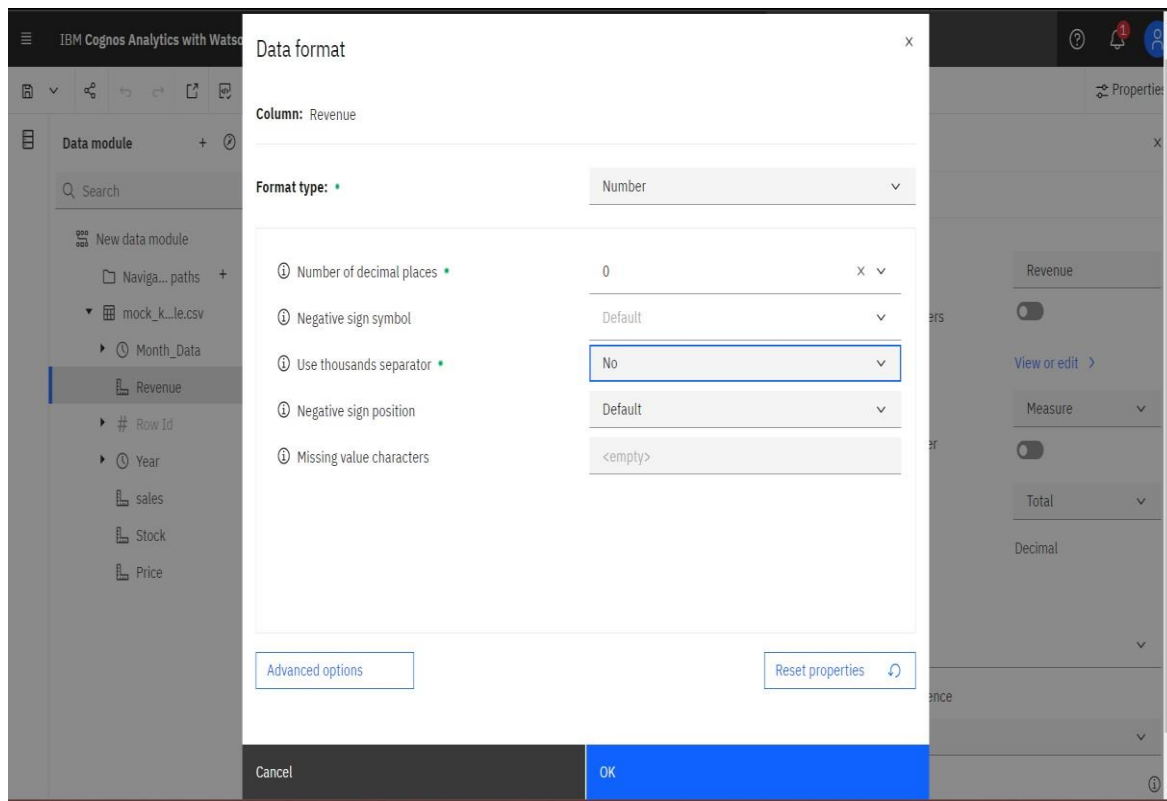 IBM Cognos Analytics with Watso
1
Properties
Data module
Search
New data module
Naviga... paths
mock_k...le.csv
Month_Data
Revenue
# Row Id
Year
sales
Stock
Price
Data format
Column: Revenue
Format type:
Number
Number of decimal places
0
Negative sign symbol
Default
Use thousands separator
No
Negative sign position
Default
Missing value characters
<empty>
Advanced options
Reset properties
Cancel
OK
Revenue
ers
View or edit
Measure
er
Total
Decimal
ence